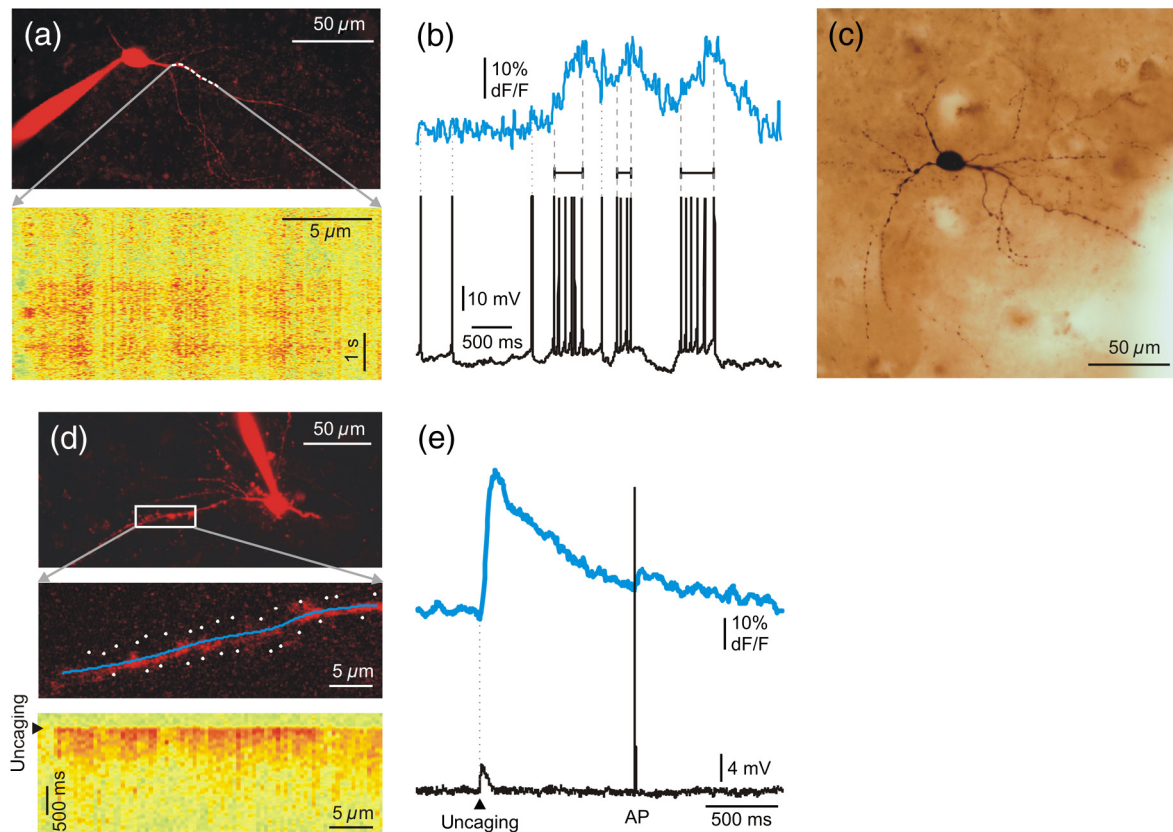 (a)
50 µm
5 µm
1 s
(b)
10%
dF/F
10 mV
500 ms
(c)
50 µm
(d)
50 µm
5 µm
Uncaging
500 ms
5 µm
(e)
10%
dF/F
4 mV
Uncaging
AP
500 ms